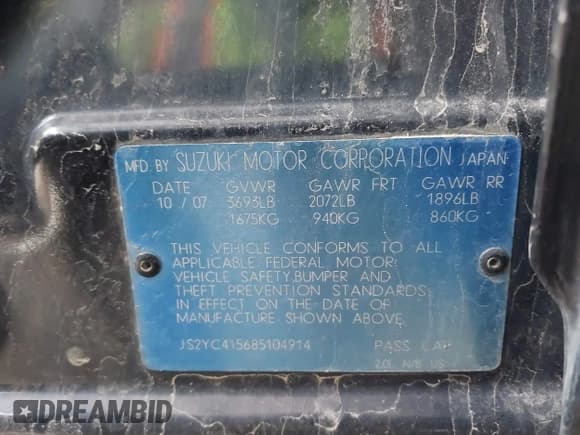 MFD. BY SUZUKI MOTOR CORPORATION JAPAN
DATE GVWR GAWR FRT GAWR RR
10 / 07 3693LB 2072LB 1896LB
1675KG 940KG 860KG
THIS VEHICLE CONFORMS TO ALL
APPLICABLE FEDERAL MOTOR
VEHICLE SAFETY,BUMPER AND
THEFT PREVENTION STANDARDS
IN EFFECT ON THE DATE OF
MANUFACTURE SHOWN ABOVE.
JS2YC415685104914 PASS CAR
2.0L
DREAMBID